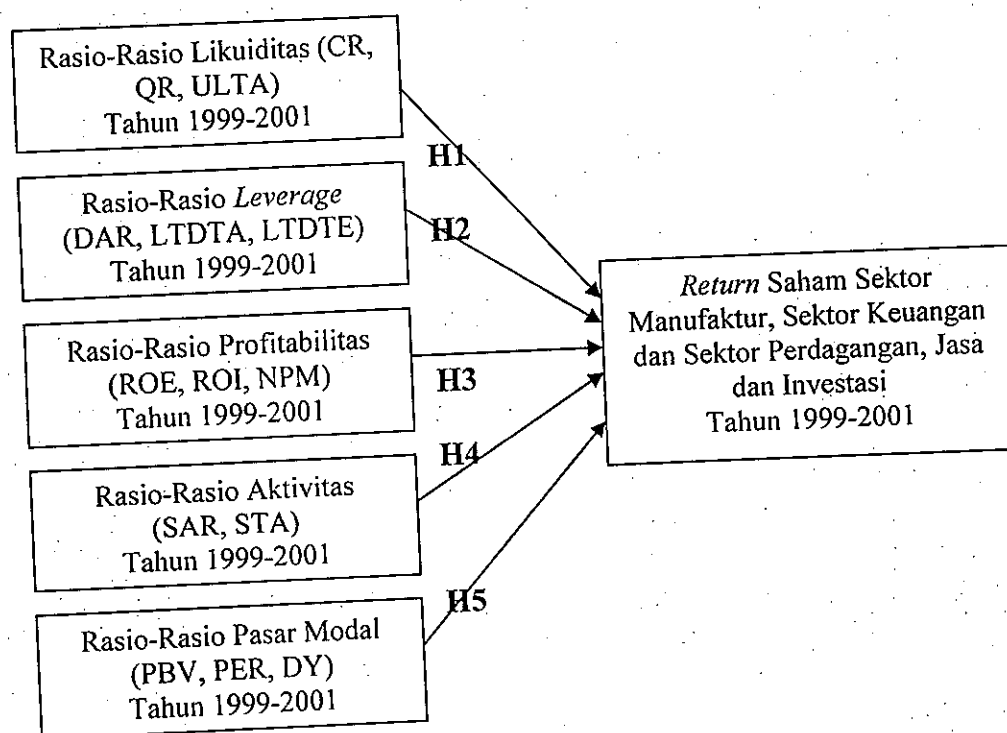 Rasio-Rasio Likuiditas (CR,
QR, ULTA)
Tahun 1999-2001
H1
Rasio-Rasio Leverage
(DAR, LTDTA, LTDTE)
Tahun 1999-2001
H2
Rasio-Rasio Profitabilitas
(ROE, ROI, NPM)
Tahun 1999-2001
H3
Rasio-Rasio Aktivitas
(SAR, STA)
Tahun 1999-2001
H4
Rasio-Rasio Pasar Modal
(PBV, PER, DY)
Tahun 1999-2001
H5
Return Saham Sektor
Manufaktur, Sektor Keuangan
dan Sektor Perdagangan, Jasa
dan Investasi
Tahun 1999-2001